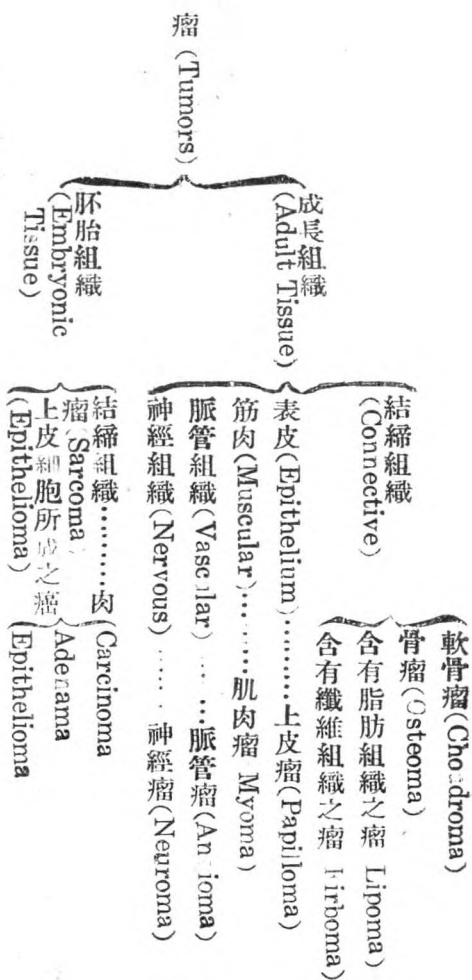 瘤 (Tumors)
成長組織
(Adult Tissue)
結締組織
(Connective)
軟骨瘤(Chondroma)
骨瘤(Osteoma)
含有脂肪組織之瘤 Lipoma)
含有纖維組織之瘤 Firboma)
表皮(Epithelium)………上皮瘤(Papilloma)
筋肉(Muscular)………肌肉瘤 Myoma)
脈管組織(Vascular)………脈管瘤(Angioma)
神經組織(Nervous)……神經瘤(Neuroma)
胚胎組織
(Embryonic
Tissue)
結締組織………肉
瘤(Sarcoma)
上皮細胞所成之瘤
(Epithelioma)
Carcinoma
Adenama
Epithelioma